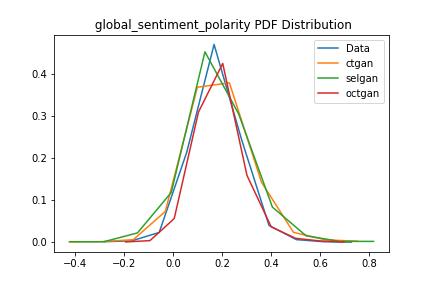 global_sentiment_polarity PDF Distribution
Data
ctgan
selgan
octgan
0.4
0.3
0.2
0.1
0.0
−0.4 −0.2 0.0 0.2 0.4 0.6 0.8